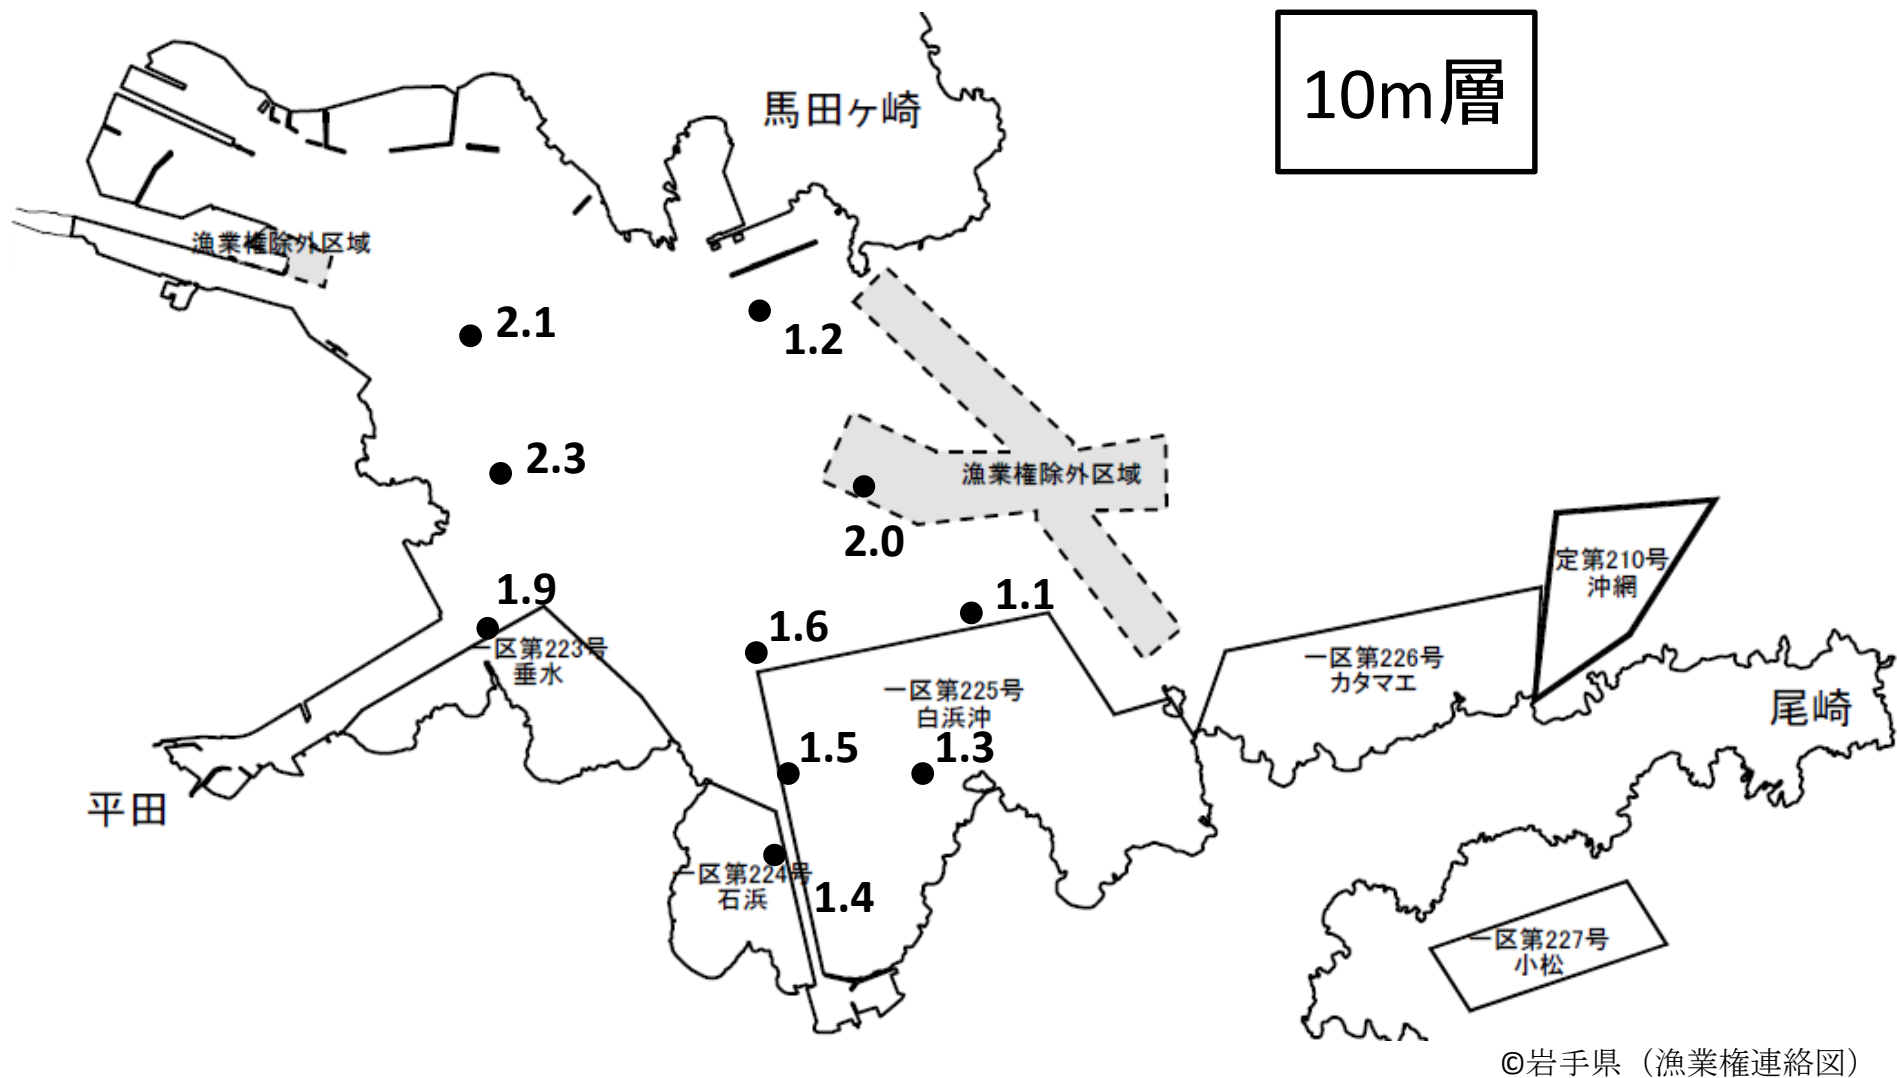 10m層
馬田ヶ崎
漁業権除外区域
2.1
1.2
2.3
漁業権除外区域
2.0
定第210号
沖網
1.9
1.1
1.6
一区第223号
垂水
一区第226号
カタマエ
一区第225号
白浜沖
尾崎
1.5
1.3
平田
一区第224号
石浜
1.4
一区第227号
小松
©岩手県（漁業権連絡図）